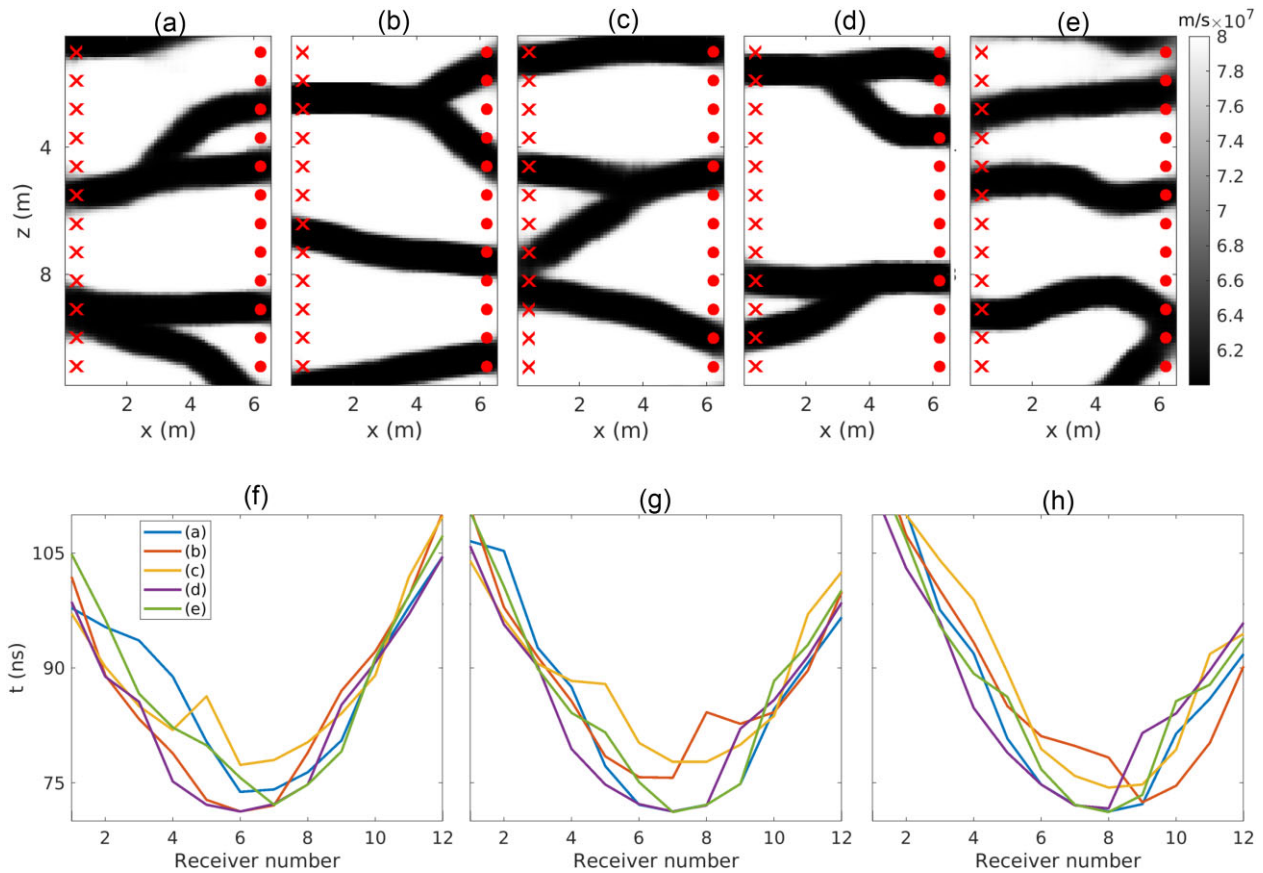 (a) (b) (c) (d) (e)
m/s×10⁷
8
7.8
7.6
7.4
7.2
7
6.8
6.6
6.4
6.2
z (m)
4
8
2 4 6 2 4 6 2 4 6 2 4 6 2 4 6
x (m) x (m) x (m) x (m) x (m)
(f) (g) (h)
(a)
(b)
(c)
(d)
(e)
t (ns)
105
90
75
2 4 6 8 10 12 2 4 6 8 10 12 2 4 6 8 10 12
Receiver number Receiver number Receiver number